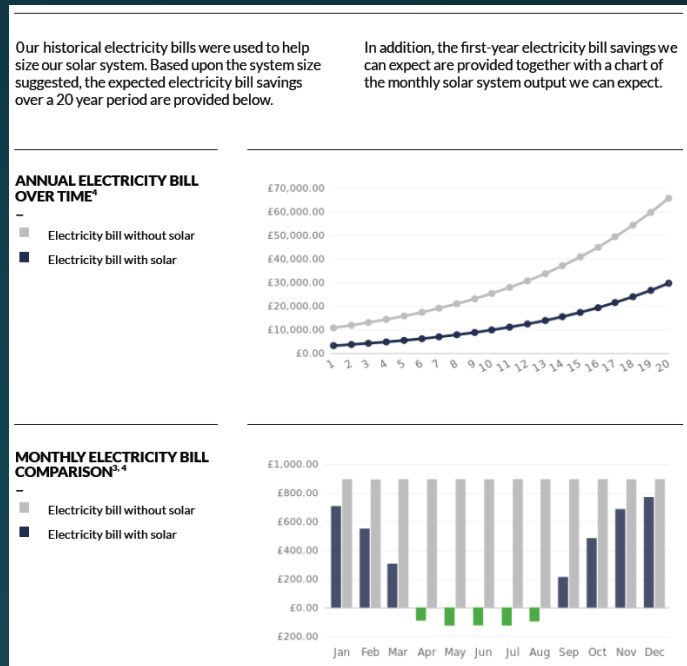 Our historical electricity bills were used to help
size our solar system. Based upon the system size
suggested, the expected electricity bill savings
over a 20 year period are provided below.
In addition, the first-year electricity bill savings we
can expect are provided together with a chart of
the monthly solar system output we can expect.
ANNUAL ELECTRICITY BILL
OVER TIME⁴
–
Electricity bill without solar
Electricity bill with solar
£70,000.00
£60,000.00
£50,000.00
£40,000.00
£30,000.00
£20,000.00
£10,000.00
£0.00
1 2 3 4 5 6 7 8 9 10 11 12 13 14 15 16 17 18 19 20
MONTHLY ELECTRICITY BILL
COMPARISON³˒ ⁴
–
Electricity bill without solar
Electricity bill with solar
£1,000.00
£800.00
£600.00
£400.00
£200.00
£0.00
£200.00
Jan Feb Mar Apr May Jun Jul Aug Sep Oct Nov Dec